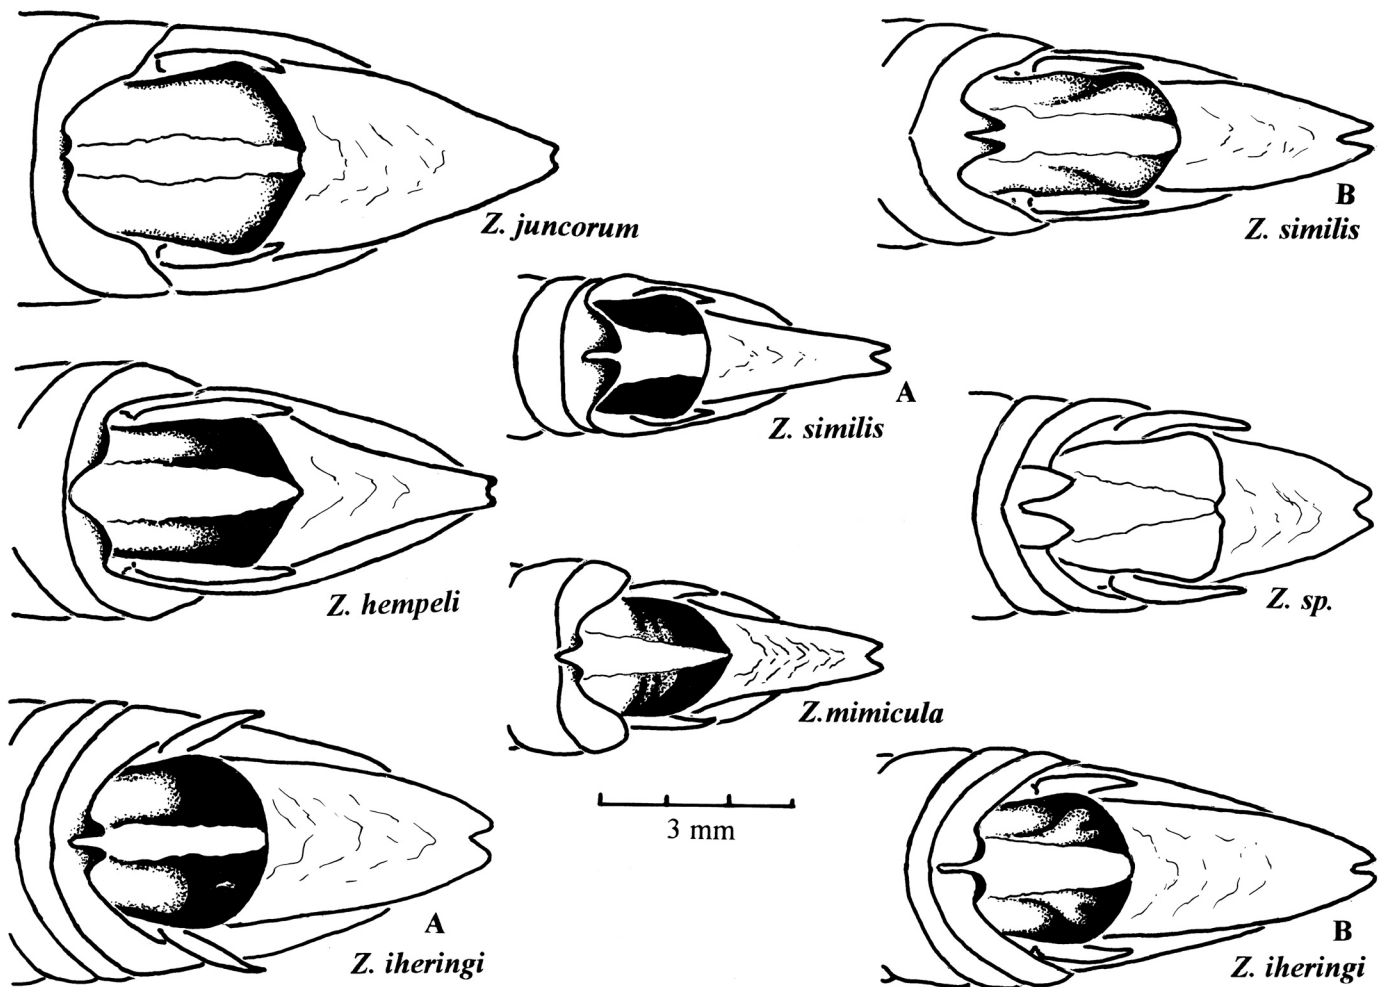 Z. juncorum
B
Z. similis
A
Z. similis
Z. hempeli
Z. sp.
Z.mimicula
3 mm
A
Z. iheringi
B
Z. iheringi